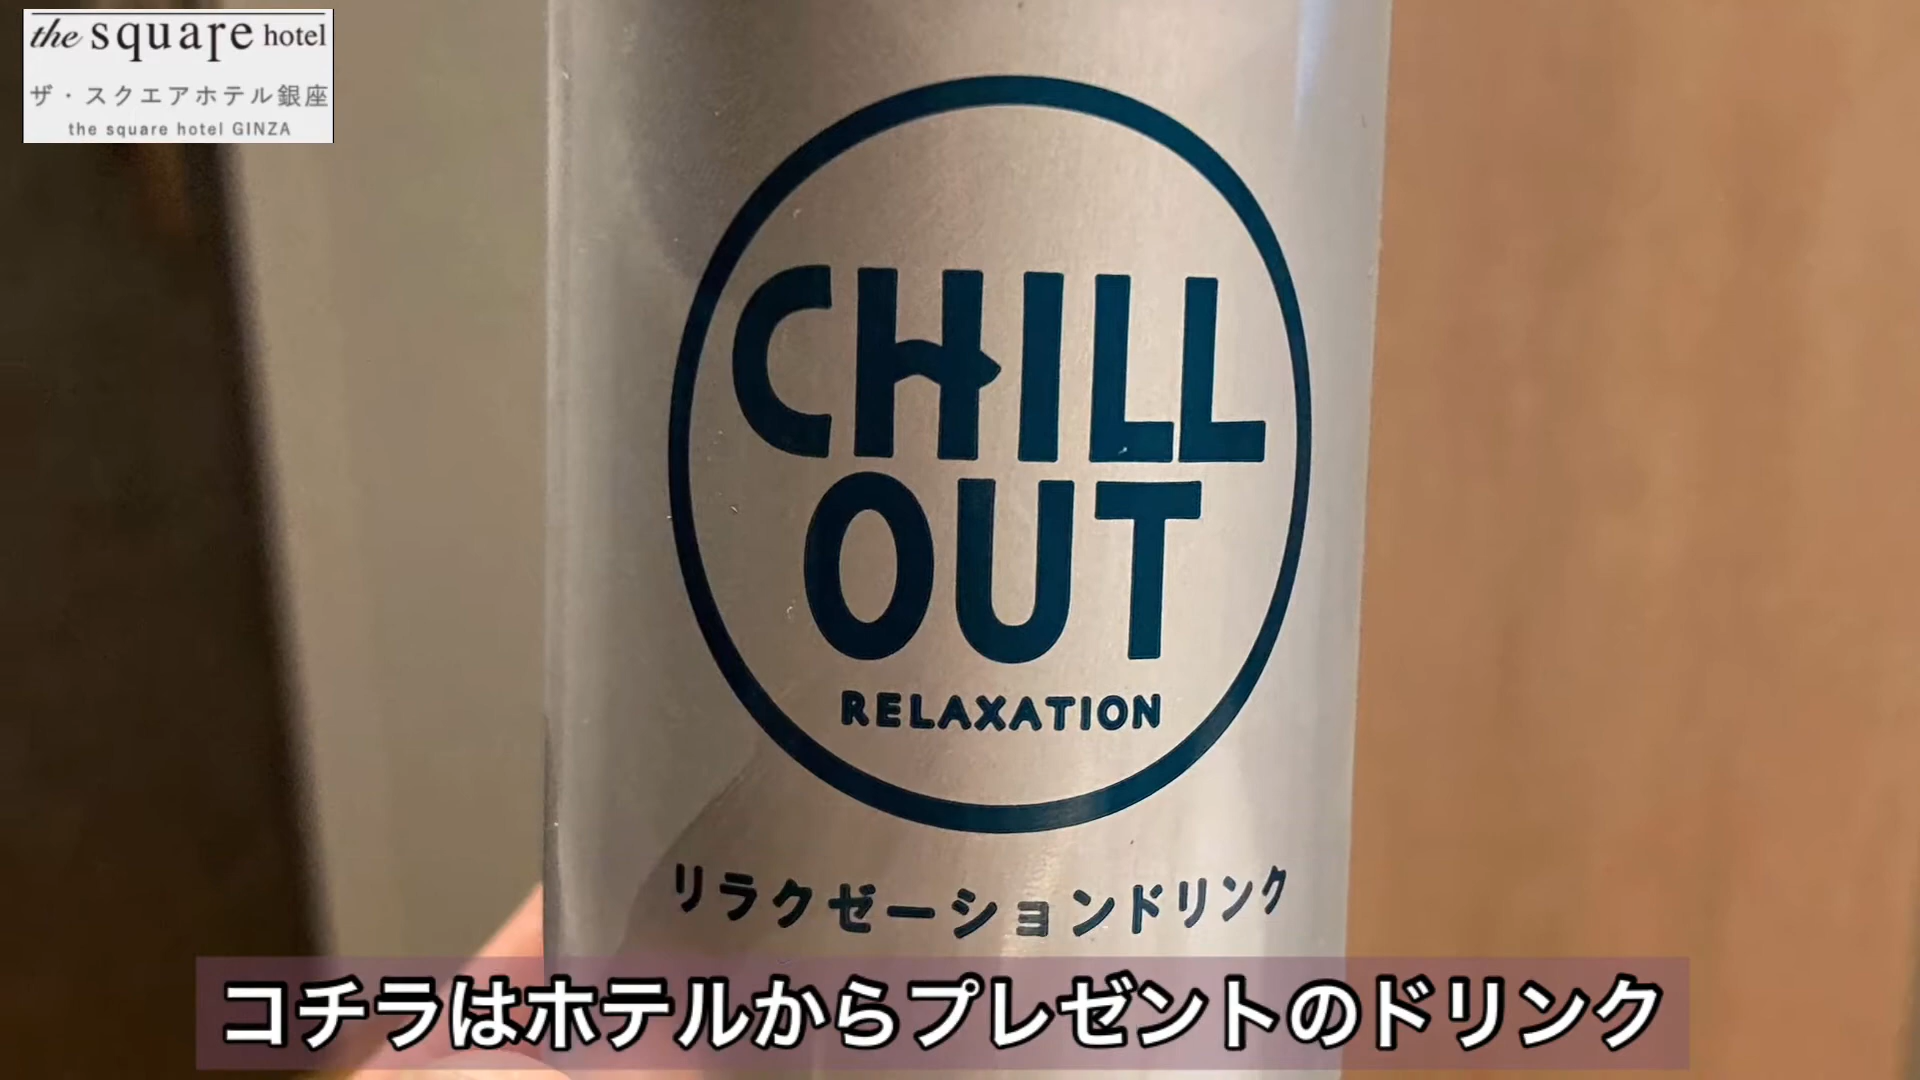 the square hotel
ザ・スクエアホテル銀座
the square hotel GINZA
CHILL
OUT
RELAXATION
リラクゼーションドリンク
コチラはホテルからプレゼントのドリンク